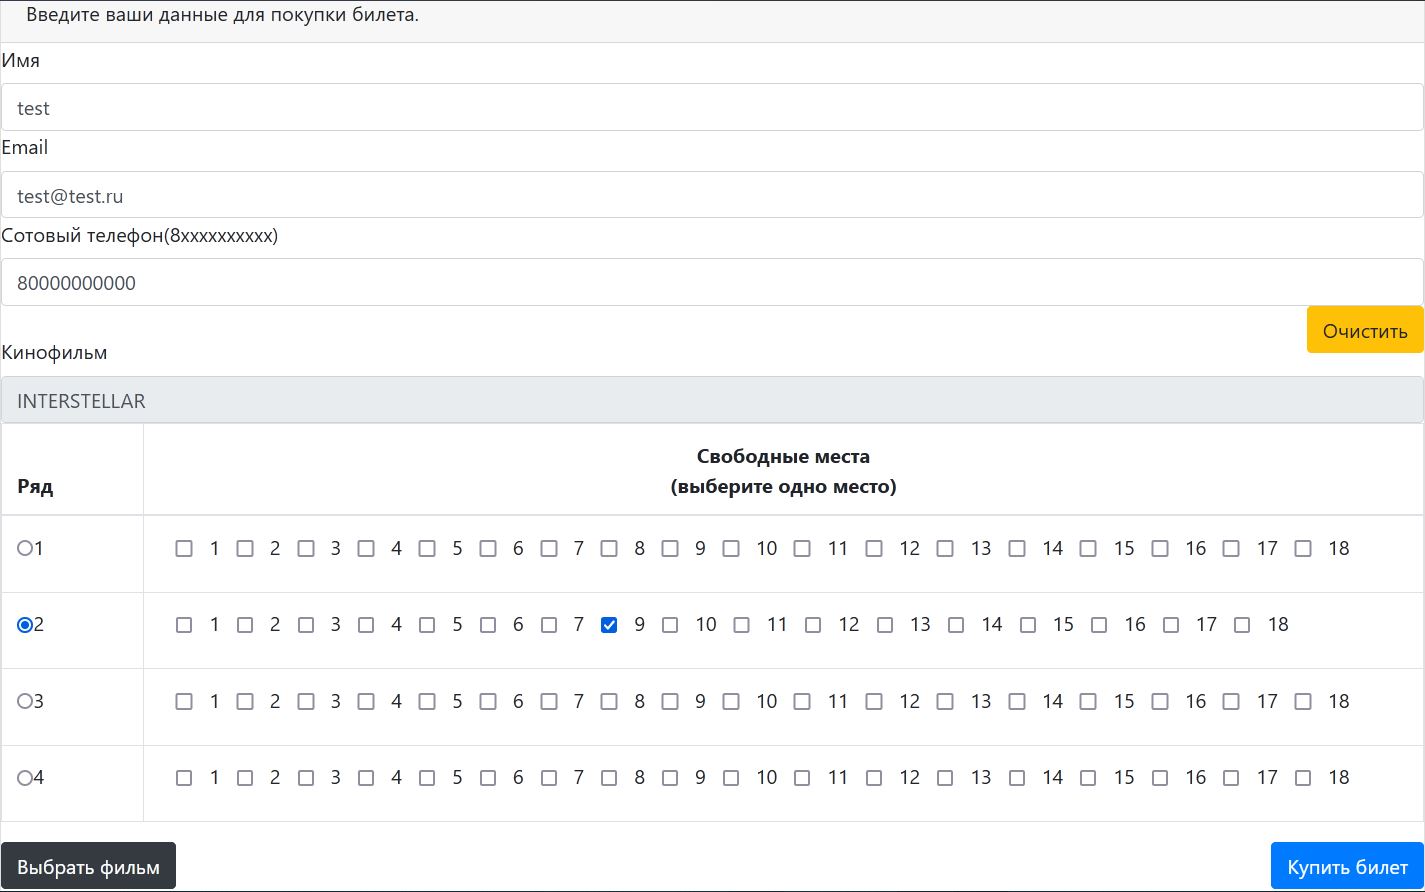 Введите ваши данные для покупки билета.
Имя
test
Email
test@test.ru
Сотовый телефон(8xxxxxxxxxx)
80000000000
Очистить
Кинофильм
INTERSTELLAR
Свободные места
Ряд (выберите одно место)
1 1 2 3 4 5 6 7 8 9 10 11 12 13 14 15 16 17 18
2 1 2 3 4 5 6 7 9 10 11 12 13 14 15 16 17 18
3 1 2 3 4 5 6 7 8 9 10 11 12 13 14 15 16 17 18
4 1 2 3 4 5 6 7 8 9 10 11 12 13 14 15 16 17 18
Выбрать фильм Купить билет